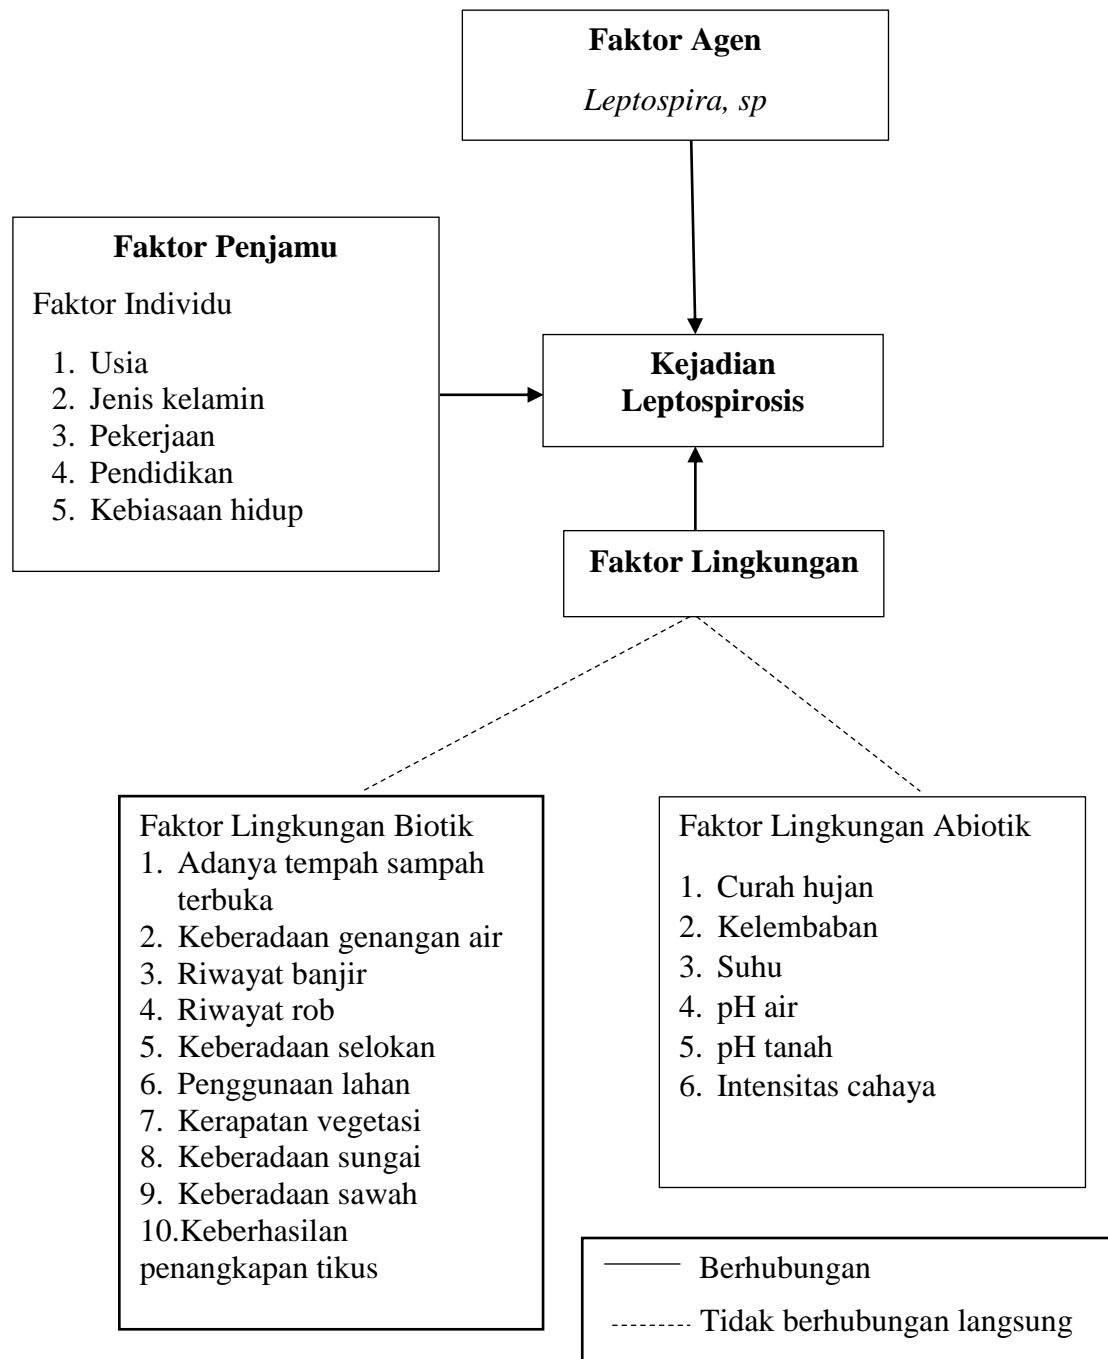 Faktor Agen
Leptospira, sp
Faktor Penjamu
Faktor Individu
1. Usia
2. Jenis kelamin
3. Pekerjaan
4. Pendidikan
5. Kebiasaan hidup
Kejadian
Leptospirosis
Faktor Lingkungan
Faktor Lingkungan Biotik
1. Adanya tempah sampah
terbuka
2. Keberadaan genangan air
3. Riwayat banjir
4. Riwayat rob
5. Keberadaan selokan
6. Penggunaan lahan
7. Kerapatan vegetasi
8. Keberadaan sungai
9. Keberadaan sawah
10.Keberhasilan
penangkapan tikus
Faktor Lingkungan Abiotik
1. Curah hujan
2. Kelembaban
3. Suhu
4. pH air
5. pH tanah
6. Intensitas cahaya
Berhubungan
Tidak berhubungan langsung